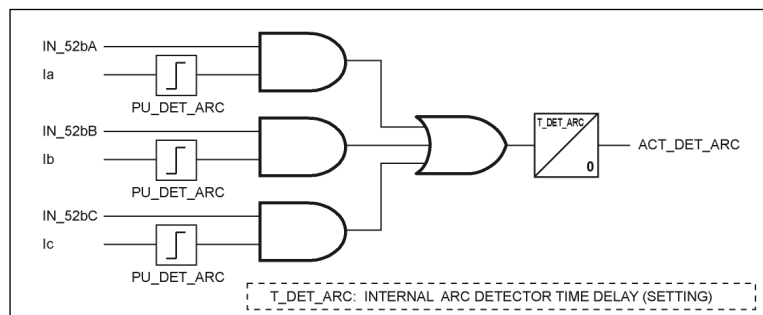 IN_52bA
Ia
PU_DET_ARC
IN_52bB
Ib
PU_DET_ARC
IN_52bC
Ic
PU_DET_ARC
T_DET_ARC
0
ACT_DET_ARC
T_DET_ARC: INTERNAL ARC DETECTOR TIME DELAY (SETTING)